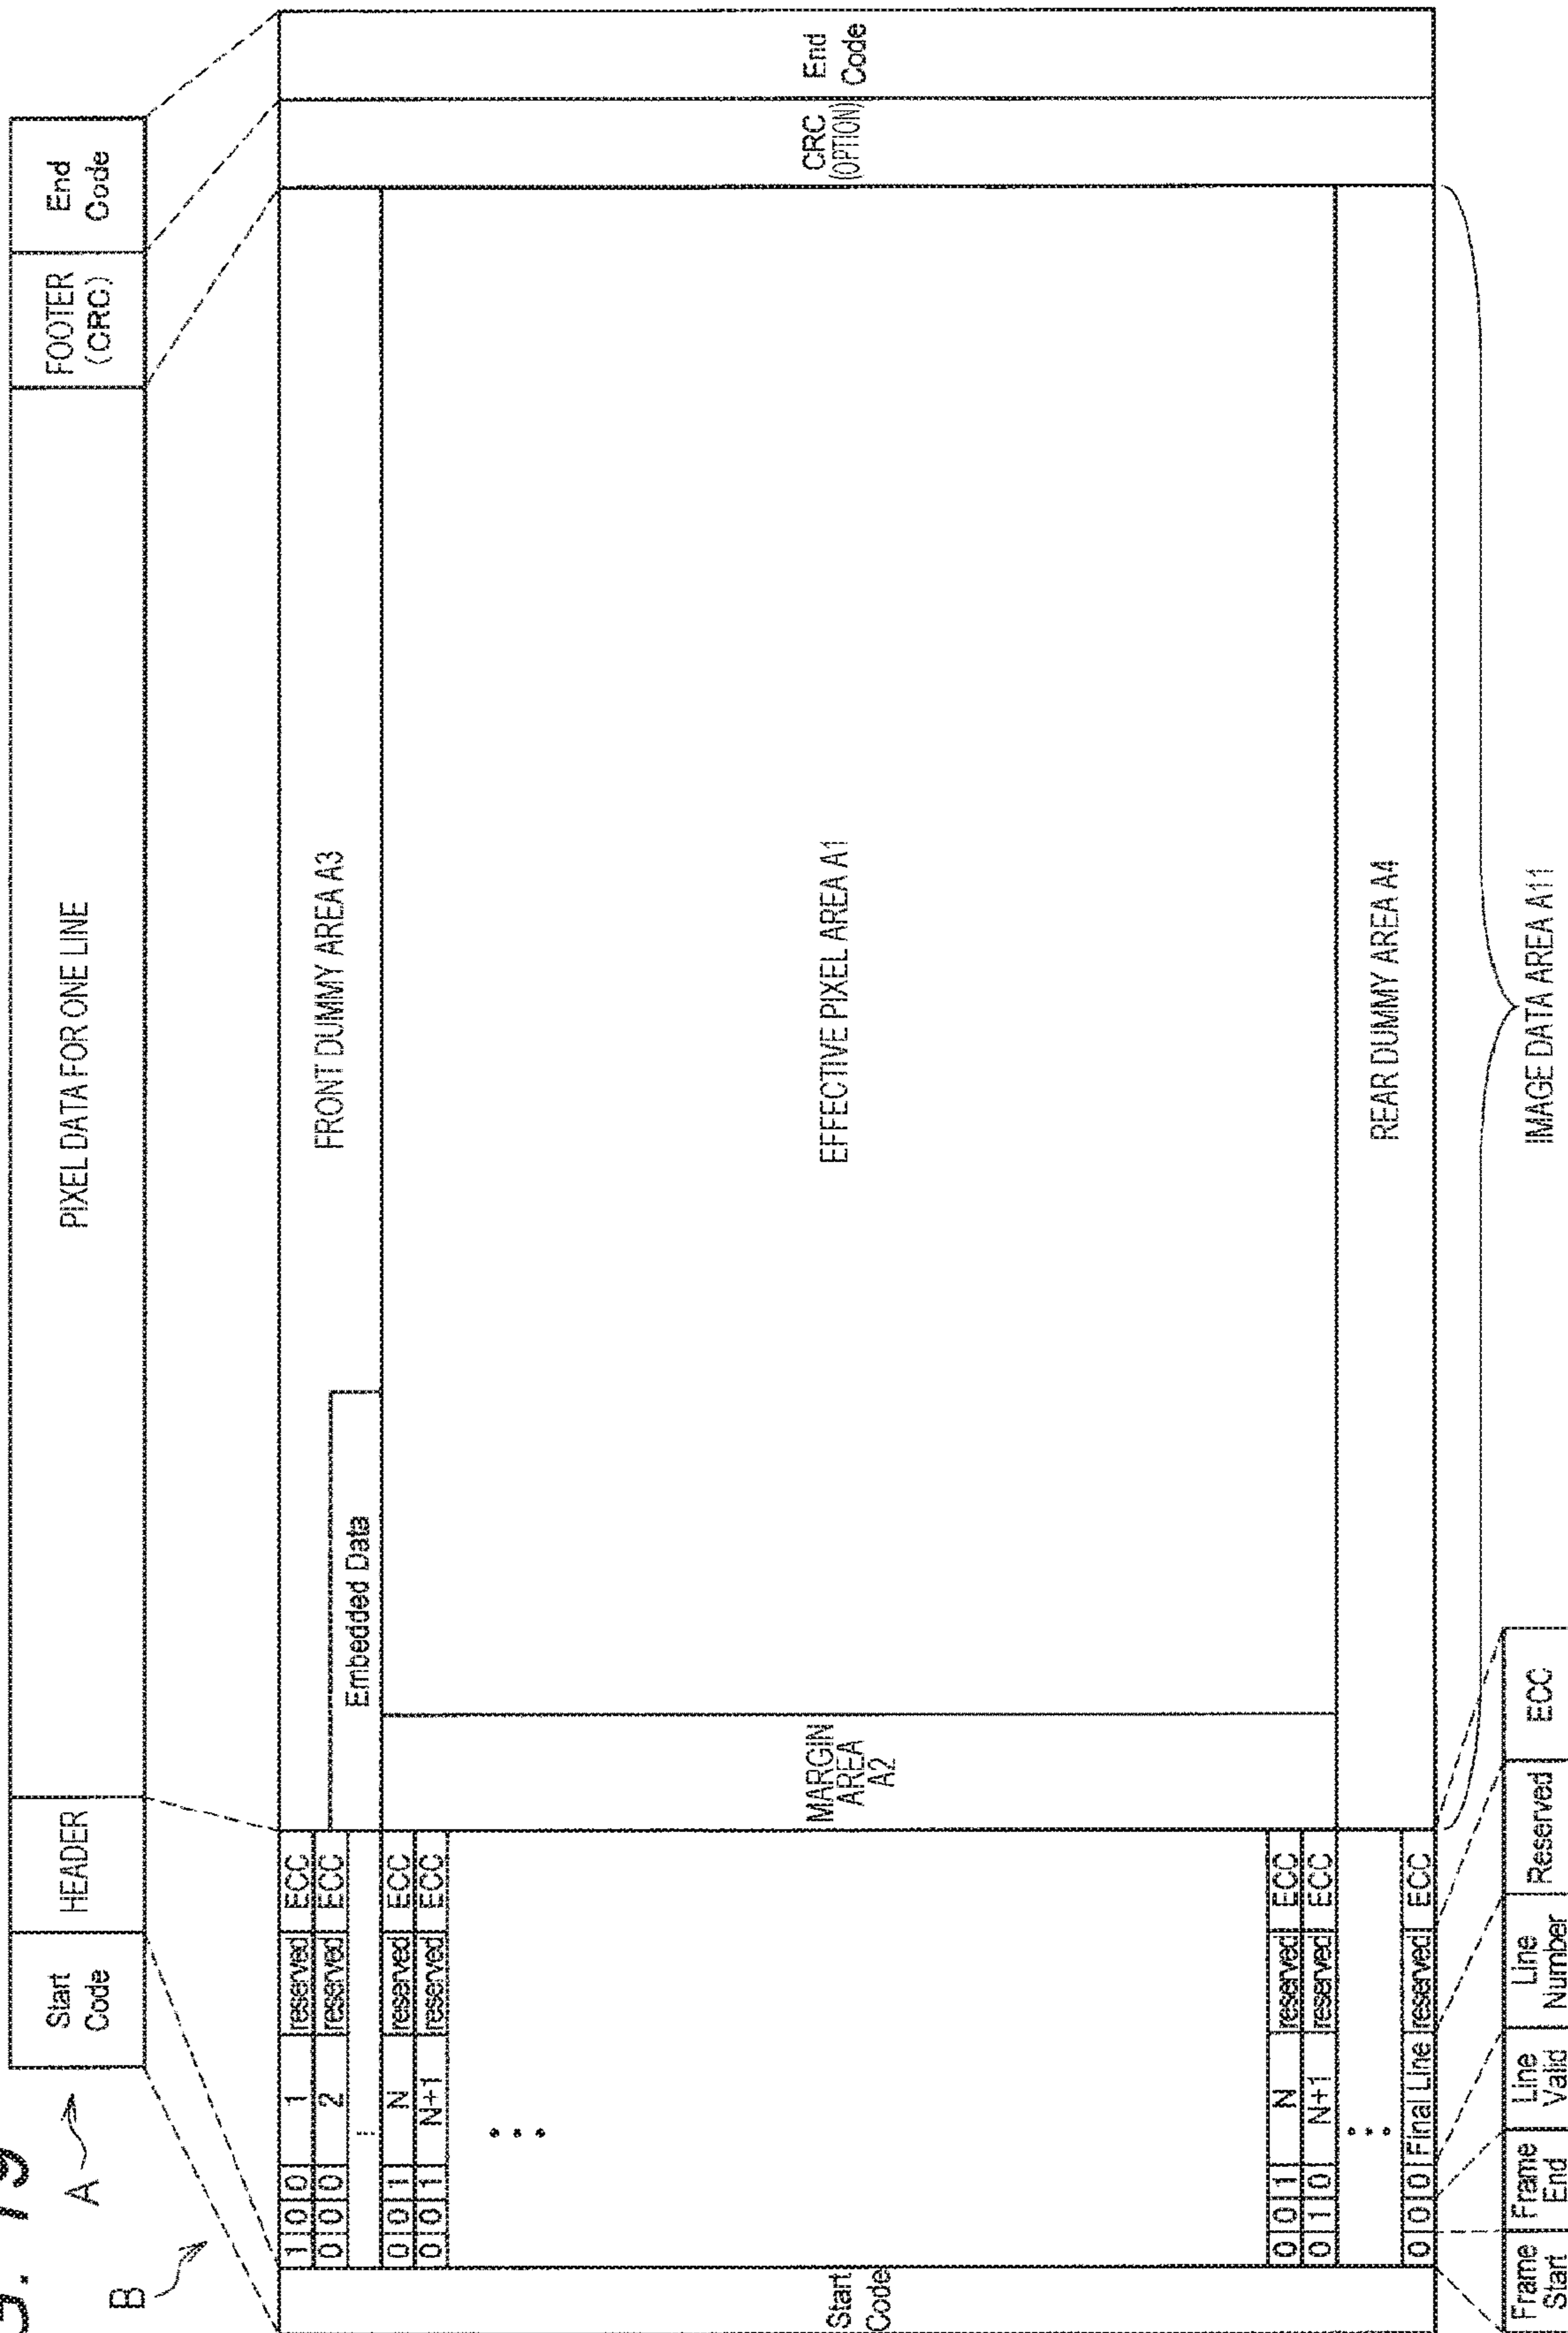 G. 19
A
B
Start
Code
HEADER
PIXEL DATA FOR ONE LINE
FOOTER
(CRC)
End
Code
Start
Code
1 0 0 1 reserved ECC
0 0 0 2 reserved ECC
...
0 0 1 N reserved ECC
0 0 1 N+1 reserved ECC
...
0 0 1 N reserved ECC
0 1 0 N+1 reserved ECC
...
0 0 0 Final Line reserved ECC
FRONT DUMMY AREA A3
Embedded Data
MARGIN
AREA
A2
EFFECTIVE PIXEL AREA A1
REAR DUMMY AREA A4
CRC
(OPTION)
End
Code
IMAGE DATA AREA A11
Frame
Start
Frame
End
Line
Valid
Line
Number
Reserved
ECC